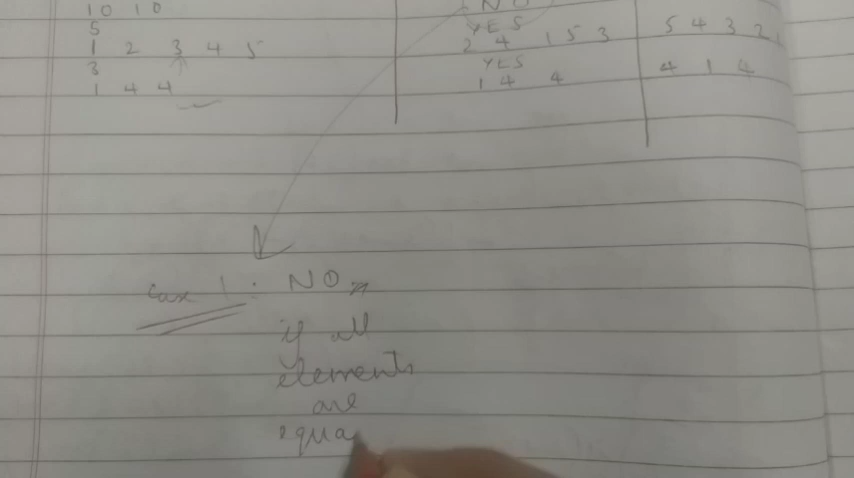 10 10
NO
5
YES
1 2 3 4 5
2 4 1 5 3
5 4 3 2 1
3
YES
1 4 4
1 4 4
4 1 4
Case 1: NO
if all
elements
are
equa